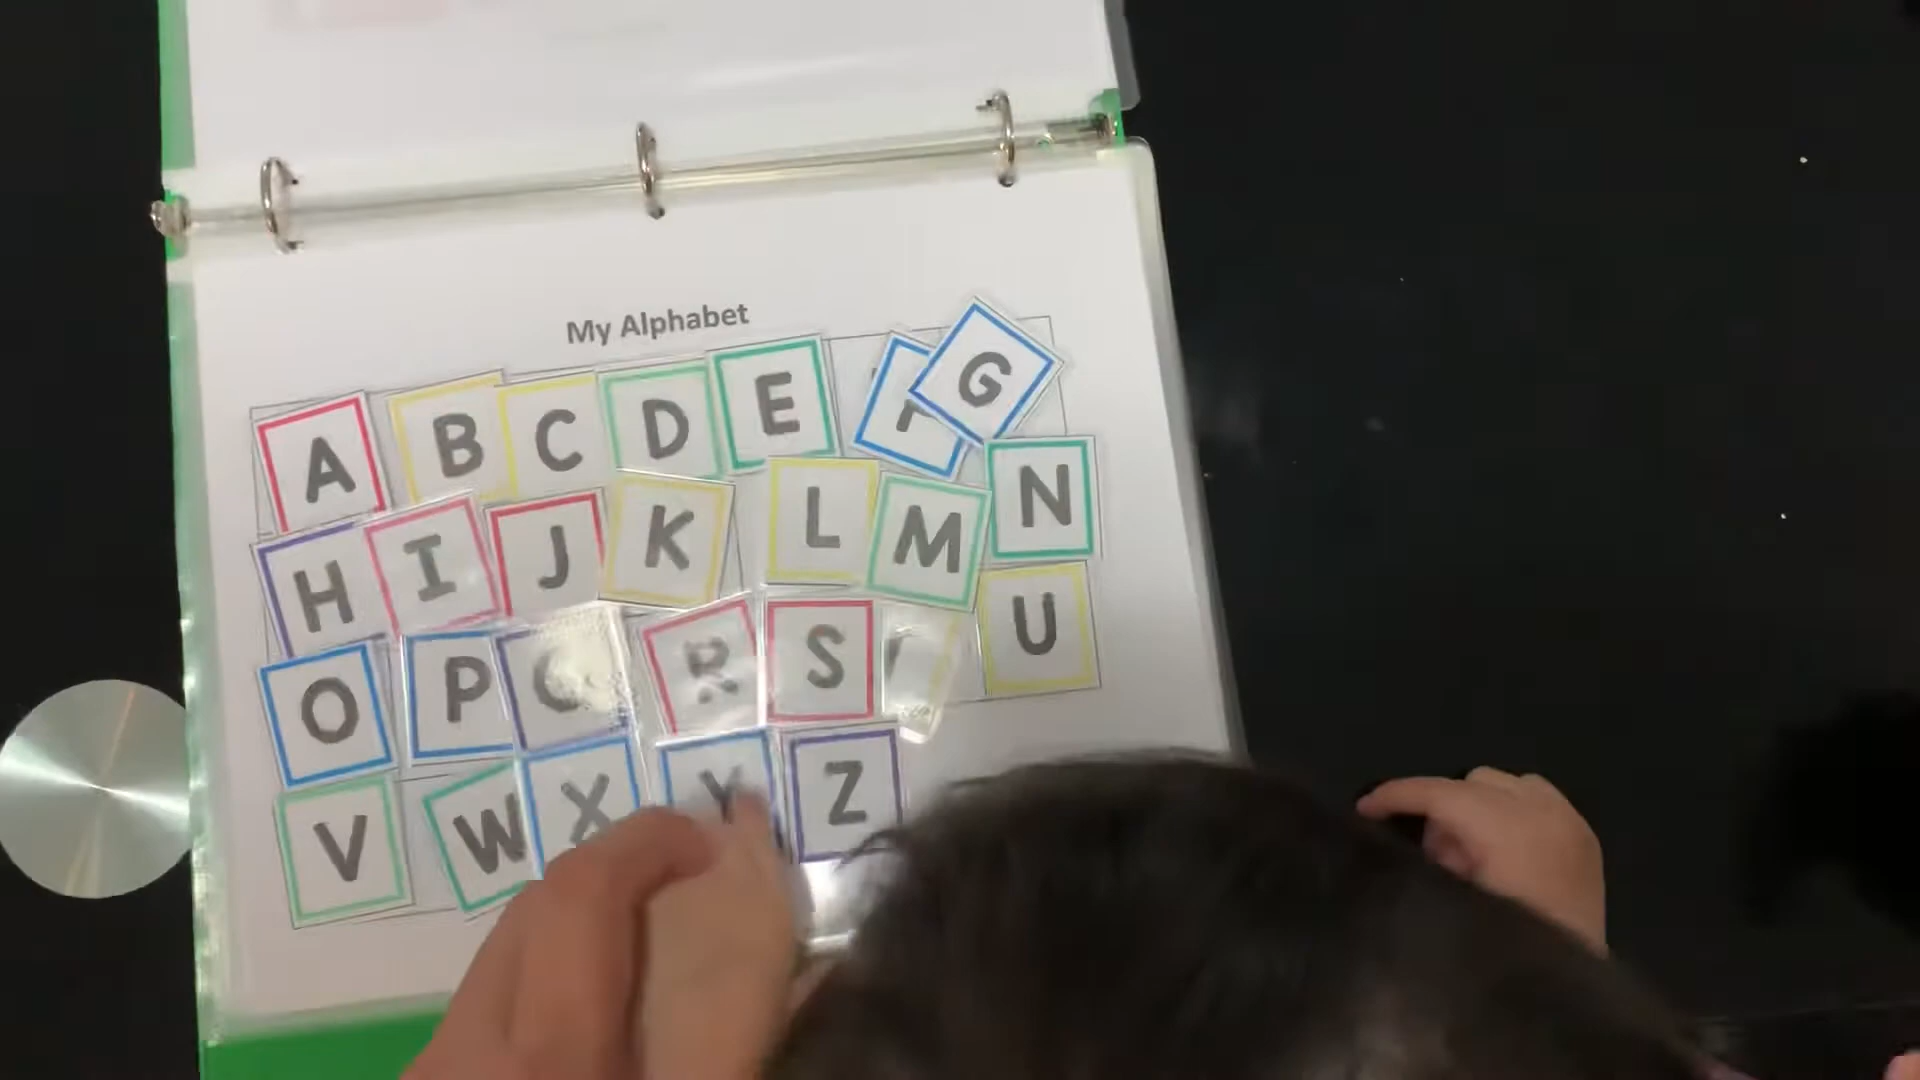 My Alphabet
A B C D E G
H I J K L M N
O P R S U
V W X Y Z